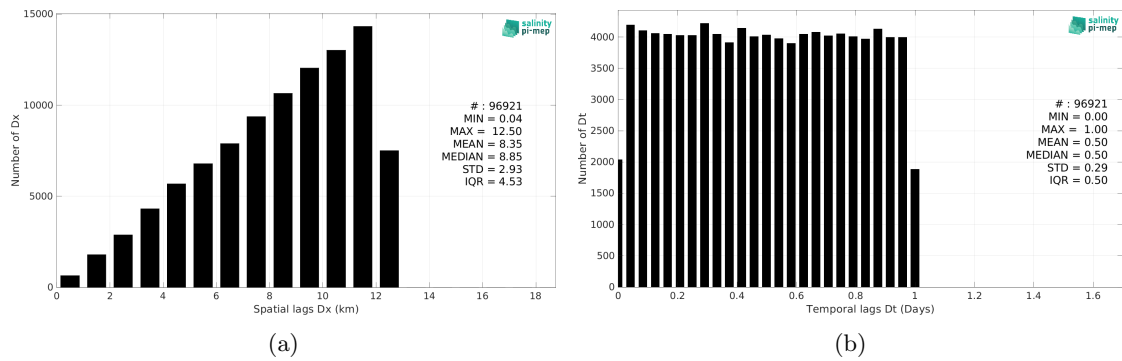 15000
10000
5000
0
0
2
4
6
8
10
12
14
16
18
Number of Dx
Spatial lags Dx (km)
salinity
pi-mep
# : 96921
MIN = 0.04
MAX = 12.50
MEAN = 8.35
MEDIAN = 8.85
STD = 2.93
IQR = 4.53
(a)
4000
3500
3000
2500
2000
1500
1000
500
0
0
0.2
0.4
0.6
0.8
1
1.2
1.4
1.6
Number of Dt
Temporal lags Dt (Days)
salinity
pi-mep
# : 96921
MIN = 0.00
MAX = 1.00
MEAN = 0.50
MEDIAN = 0.50
STD = 0.29
IQR = 0.50
(b)